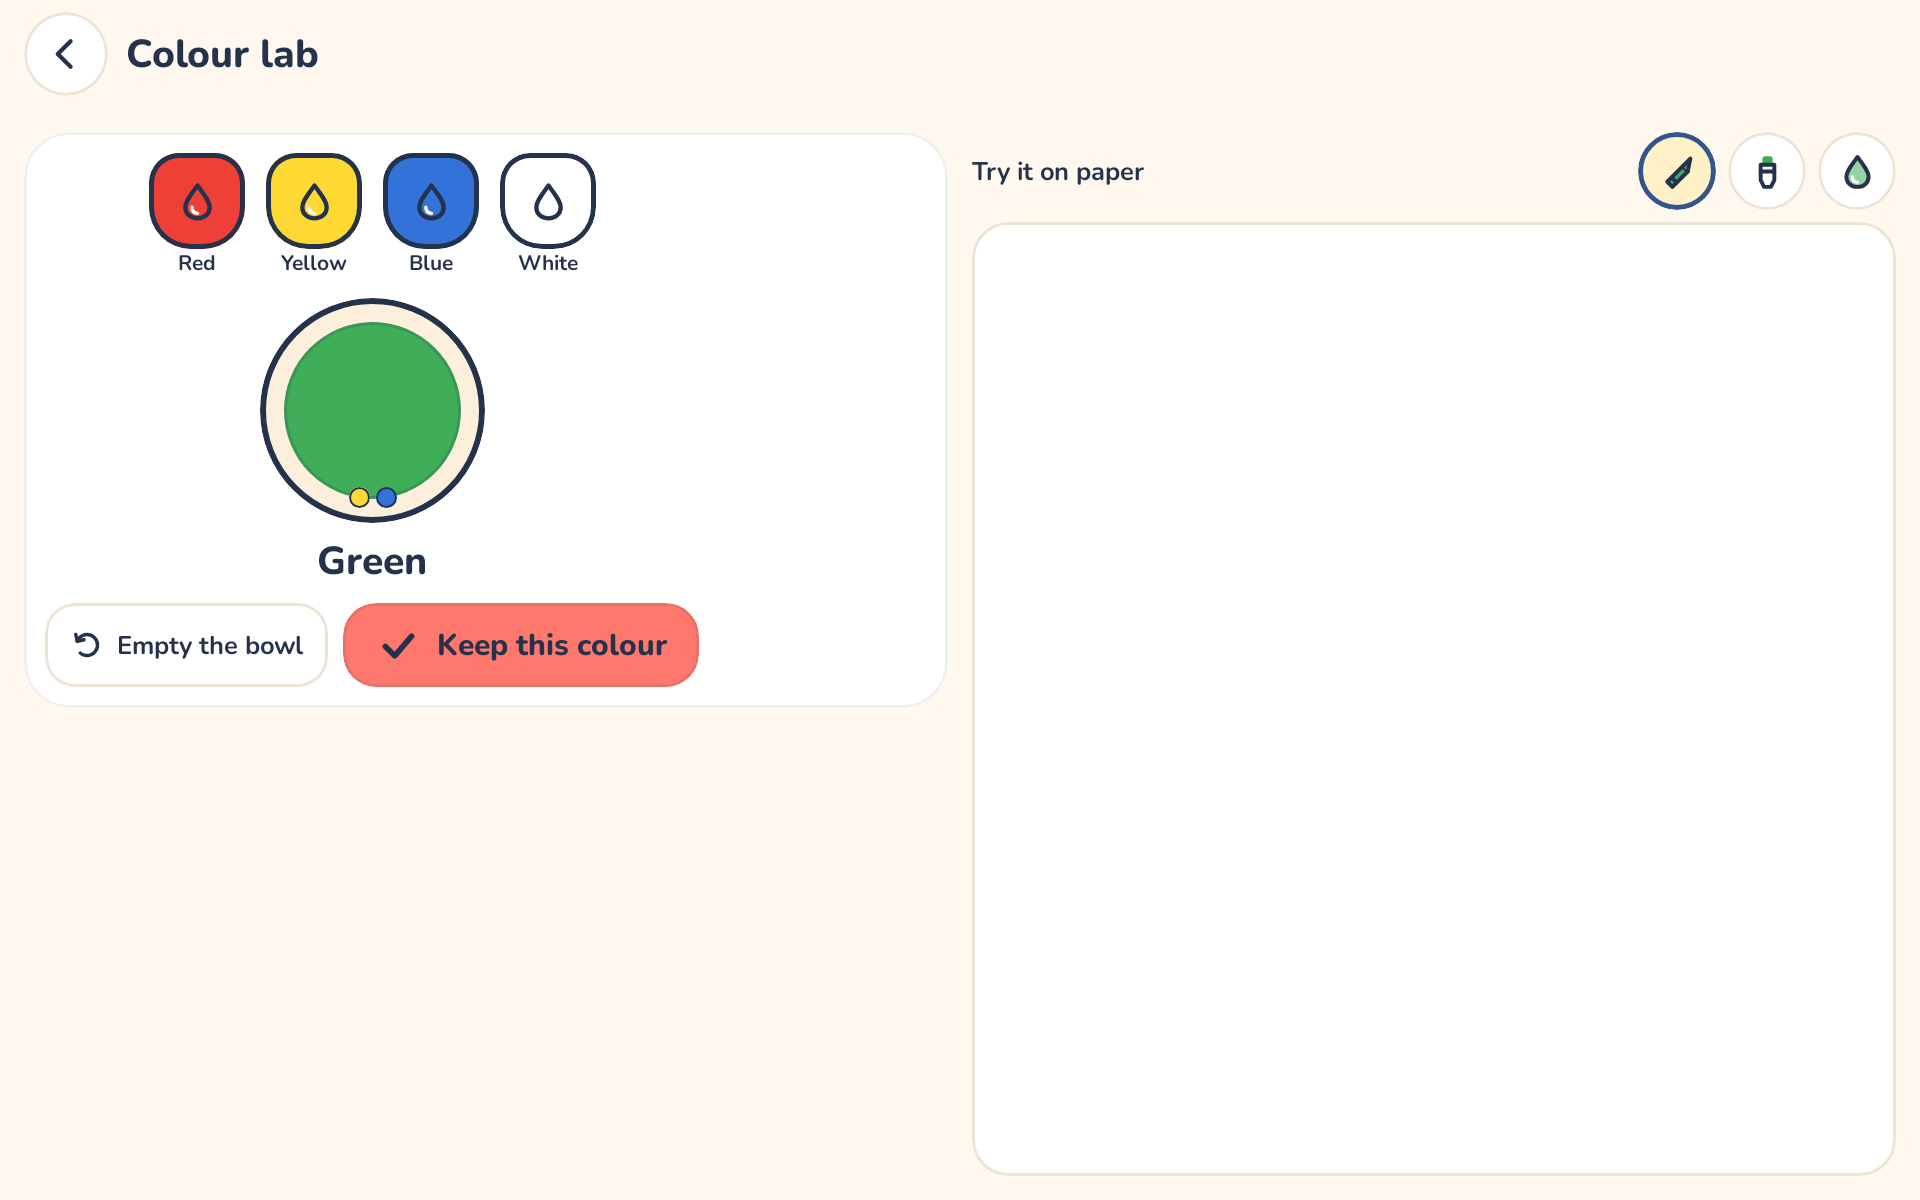 Colour lab
Red
Yellow
Blue
White
Green
Empty the bowl
Keep this colour
Try it on paper